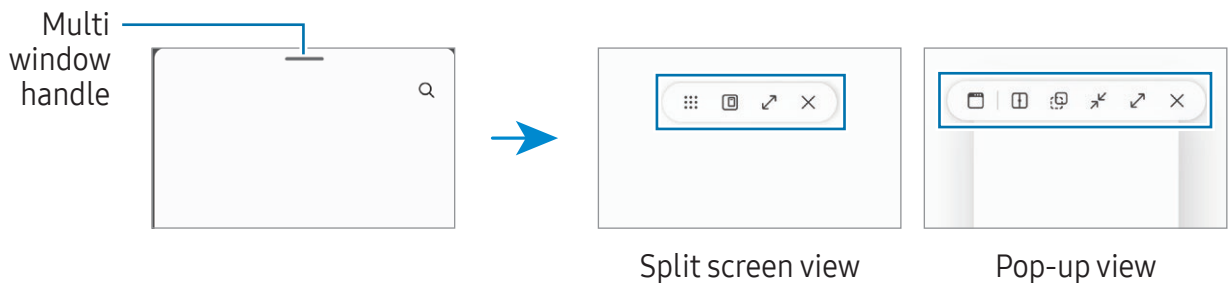 Multi
window
handle
Split screen view
Pop-up view